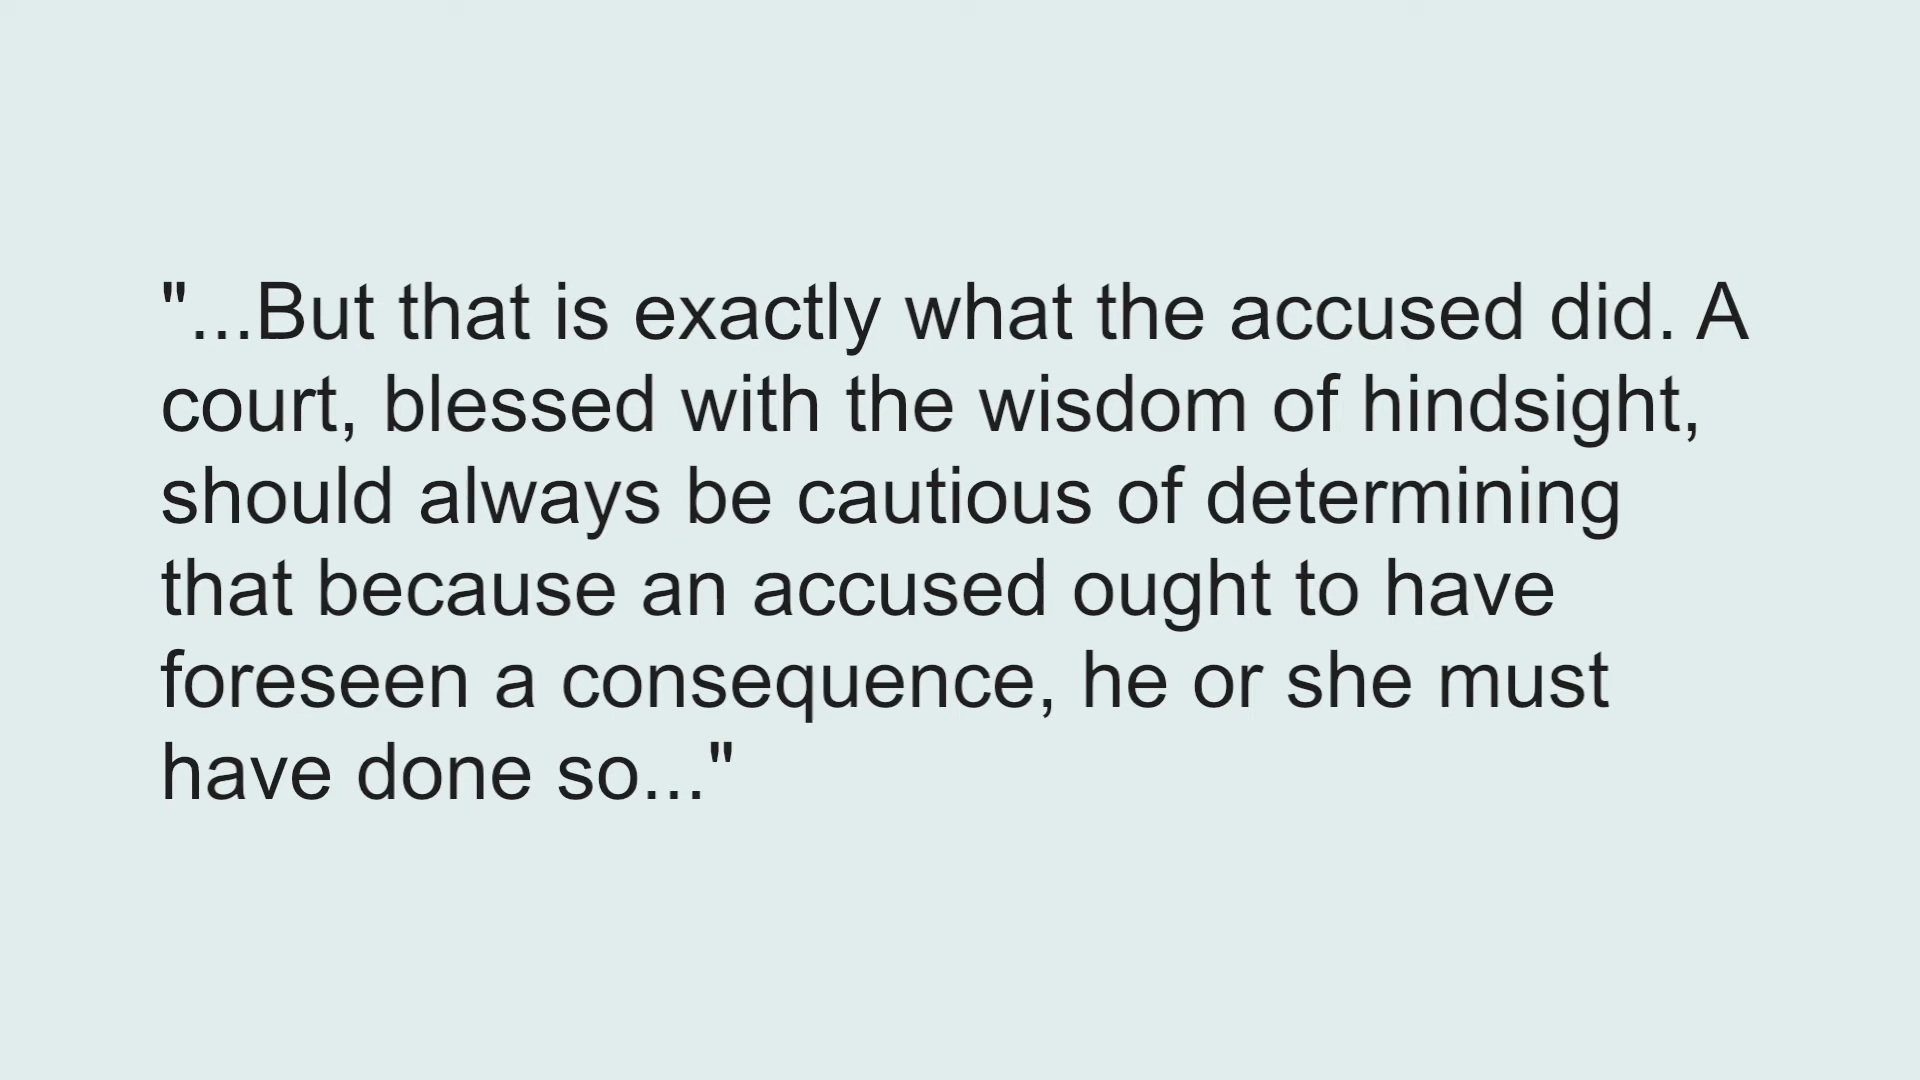 "...But that is exactly what the accused did. A
court, blessed with the wisdom of hindsight,
should always be cautious of determining
that because an accused ought to have
foreseen a consequence, he or she must
have done so..."